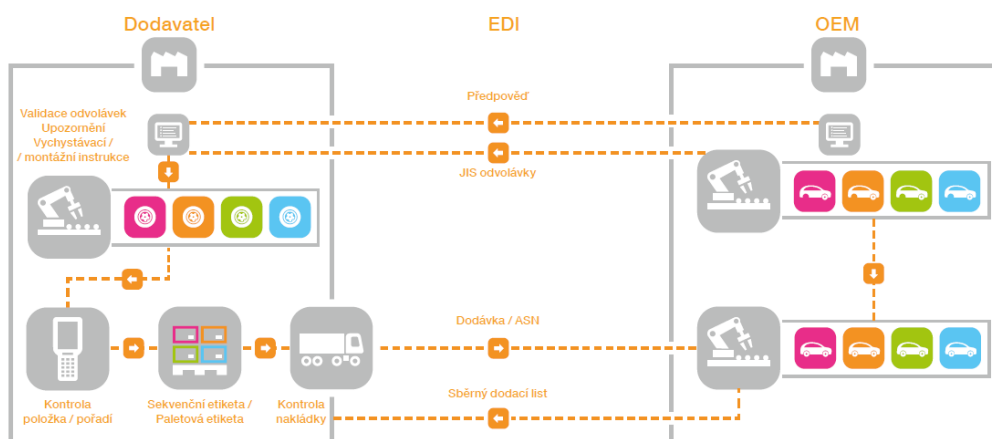 Dodavatel
EDI
OEM
Předpověď
Validace odvolávek
Upozornění
Vychystávací /
/ montážní instrukce
JIS odvolávky
Dodávka / ASN
Sběrný dodací list
Kontrola
položka / pořadí
Sekvenční etiketa /
Paletová etiketa
Kontrola
nakládky